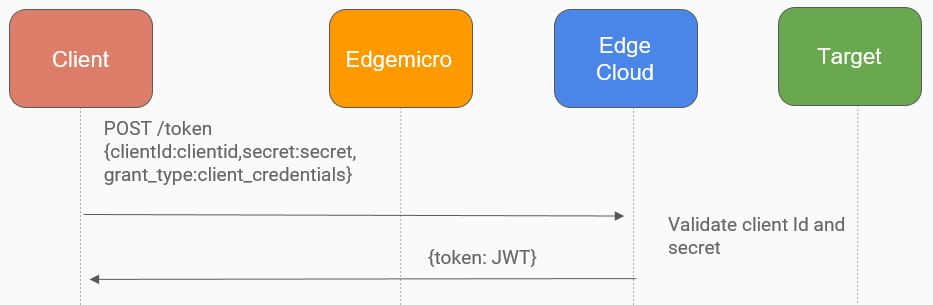 Client
Edgemicro
Edge
Cloud
Target
POST /token
{clientId:clientid,secret:secret,
grant_type:client_credentials}
Validate client Id and
secret
{token: JWT}